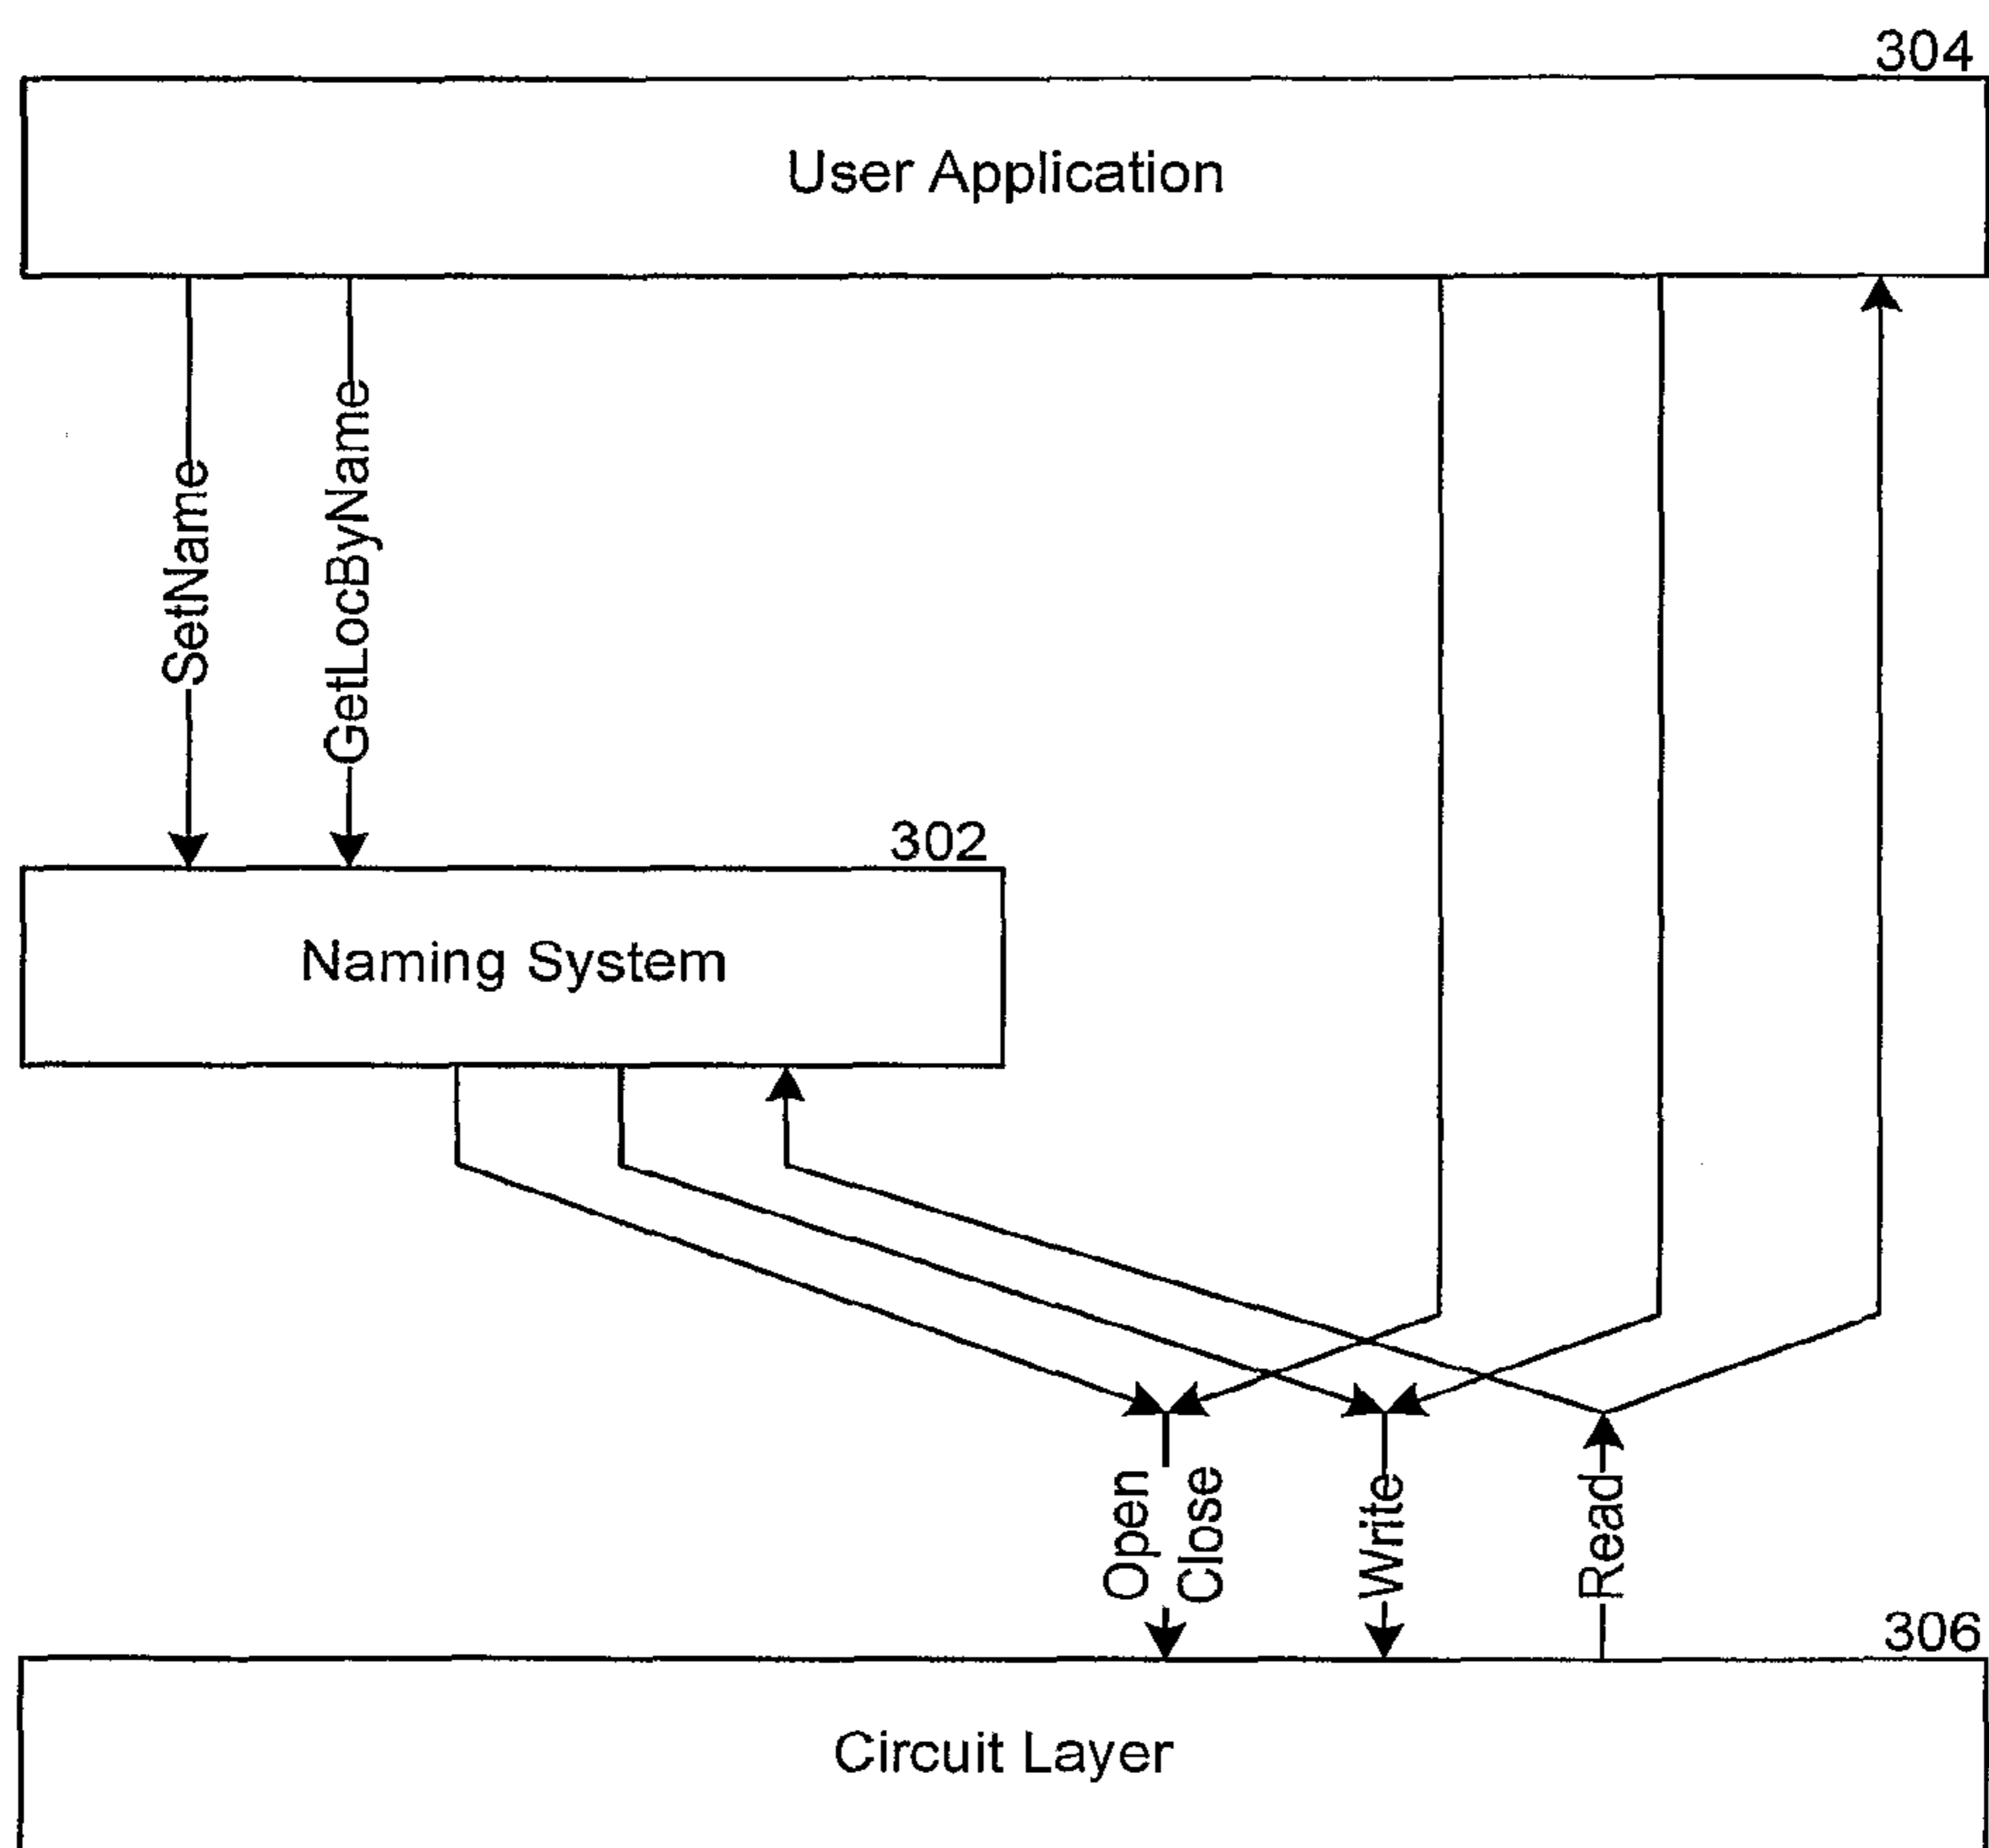 304
User Application
SetName
GetLocByName
302
Naming System
Open
Close
Write
Read
306
Circuit Layer